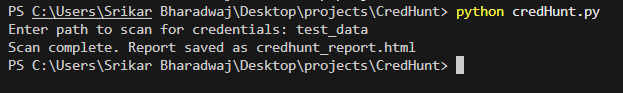 PS C:\Users\Srikar Bharadwaj\Desktop\projects\CredHunt> python credHunt.py
Enter path to scan for credentials: test_data
Scan complete. Report saved as credhunt_report.html
PS C:\Users\Srikar Bharadwaj\Desktop\projects\CredHunt>